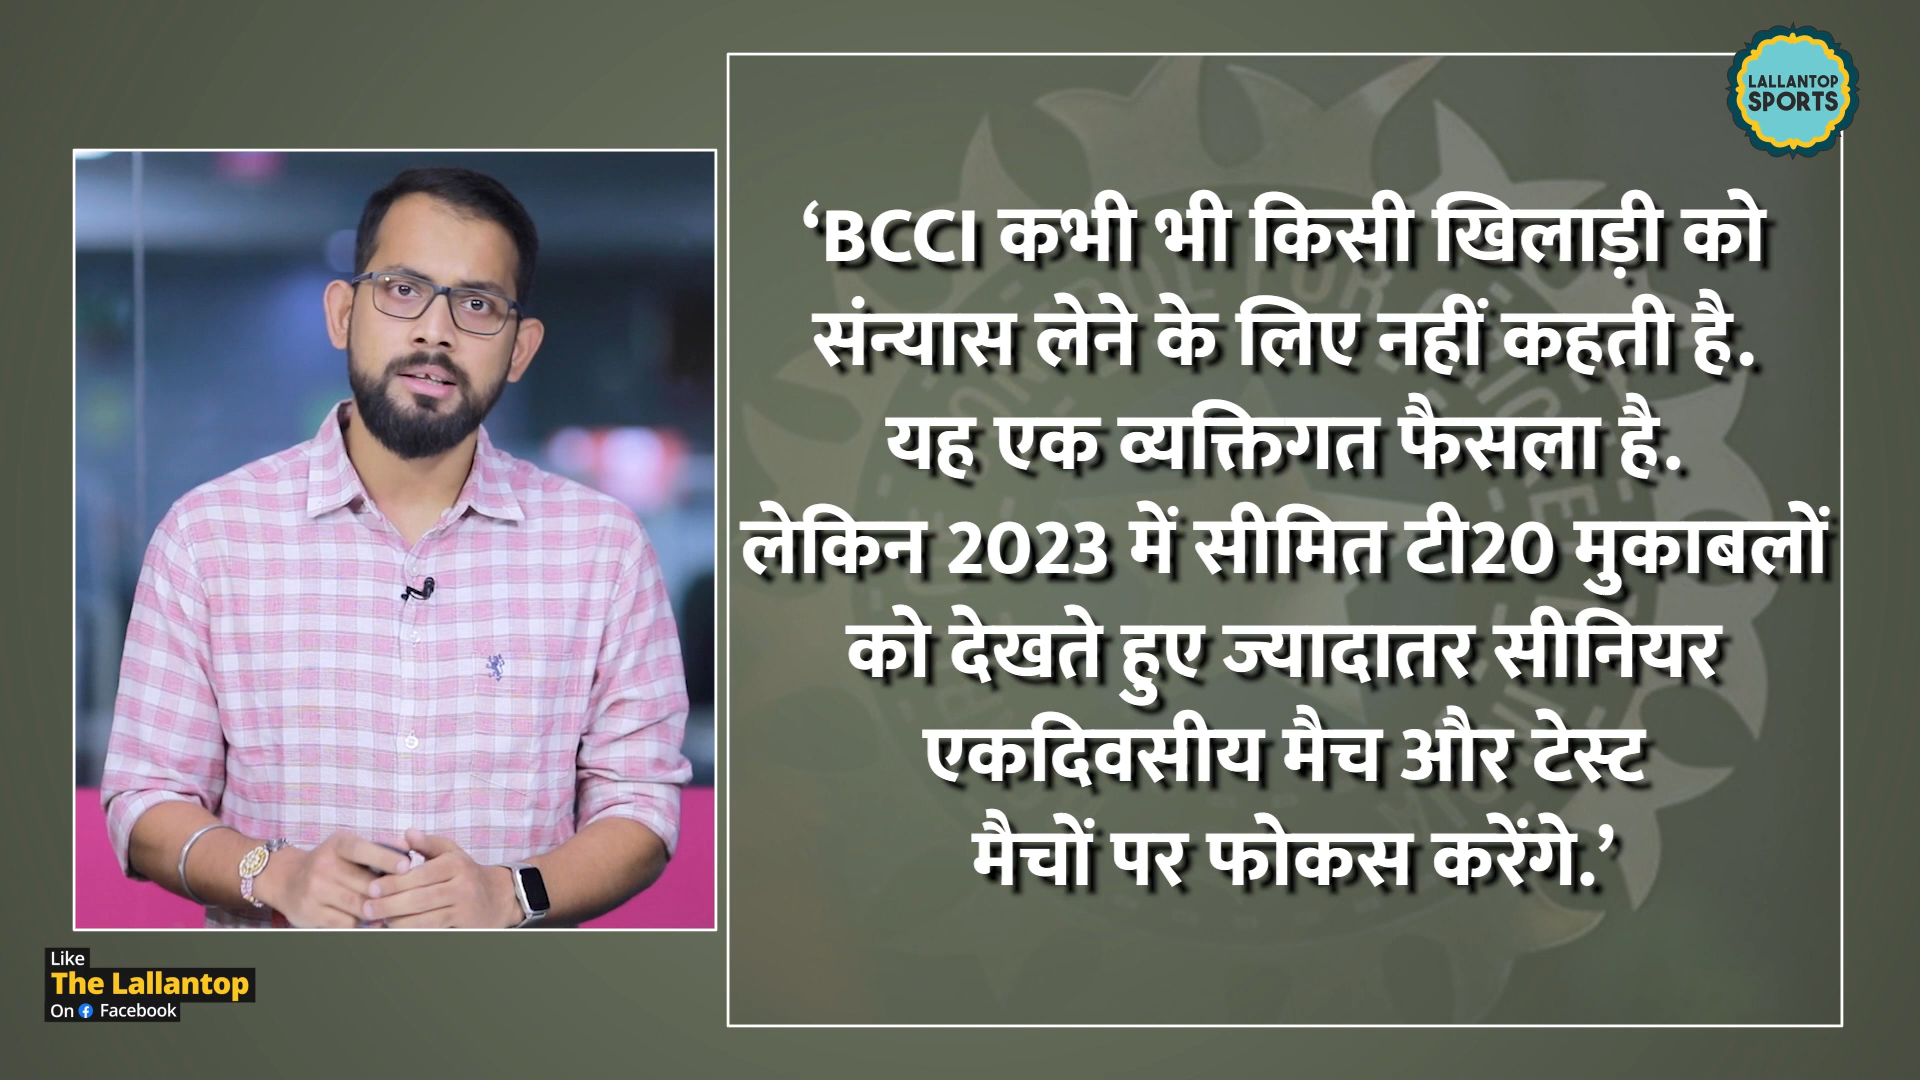 LALLANTOP
SPORTS
‘BCCI कभी भी किसी खिलाड़ी को
संन्यास लेने के लिए नहीं कहती है.
यह एक व्यक्तिगत फैसला है.
लेकिन 2023 में सीमित टी20 मुकाबलों
को देखते हुए ज्यादातर सीनियर
एकदिवसीय मैच और टेस्ट
मैचों पर फोकस करेंगे.’
Like
The Lallantop
On Facebook